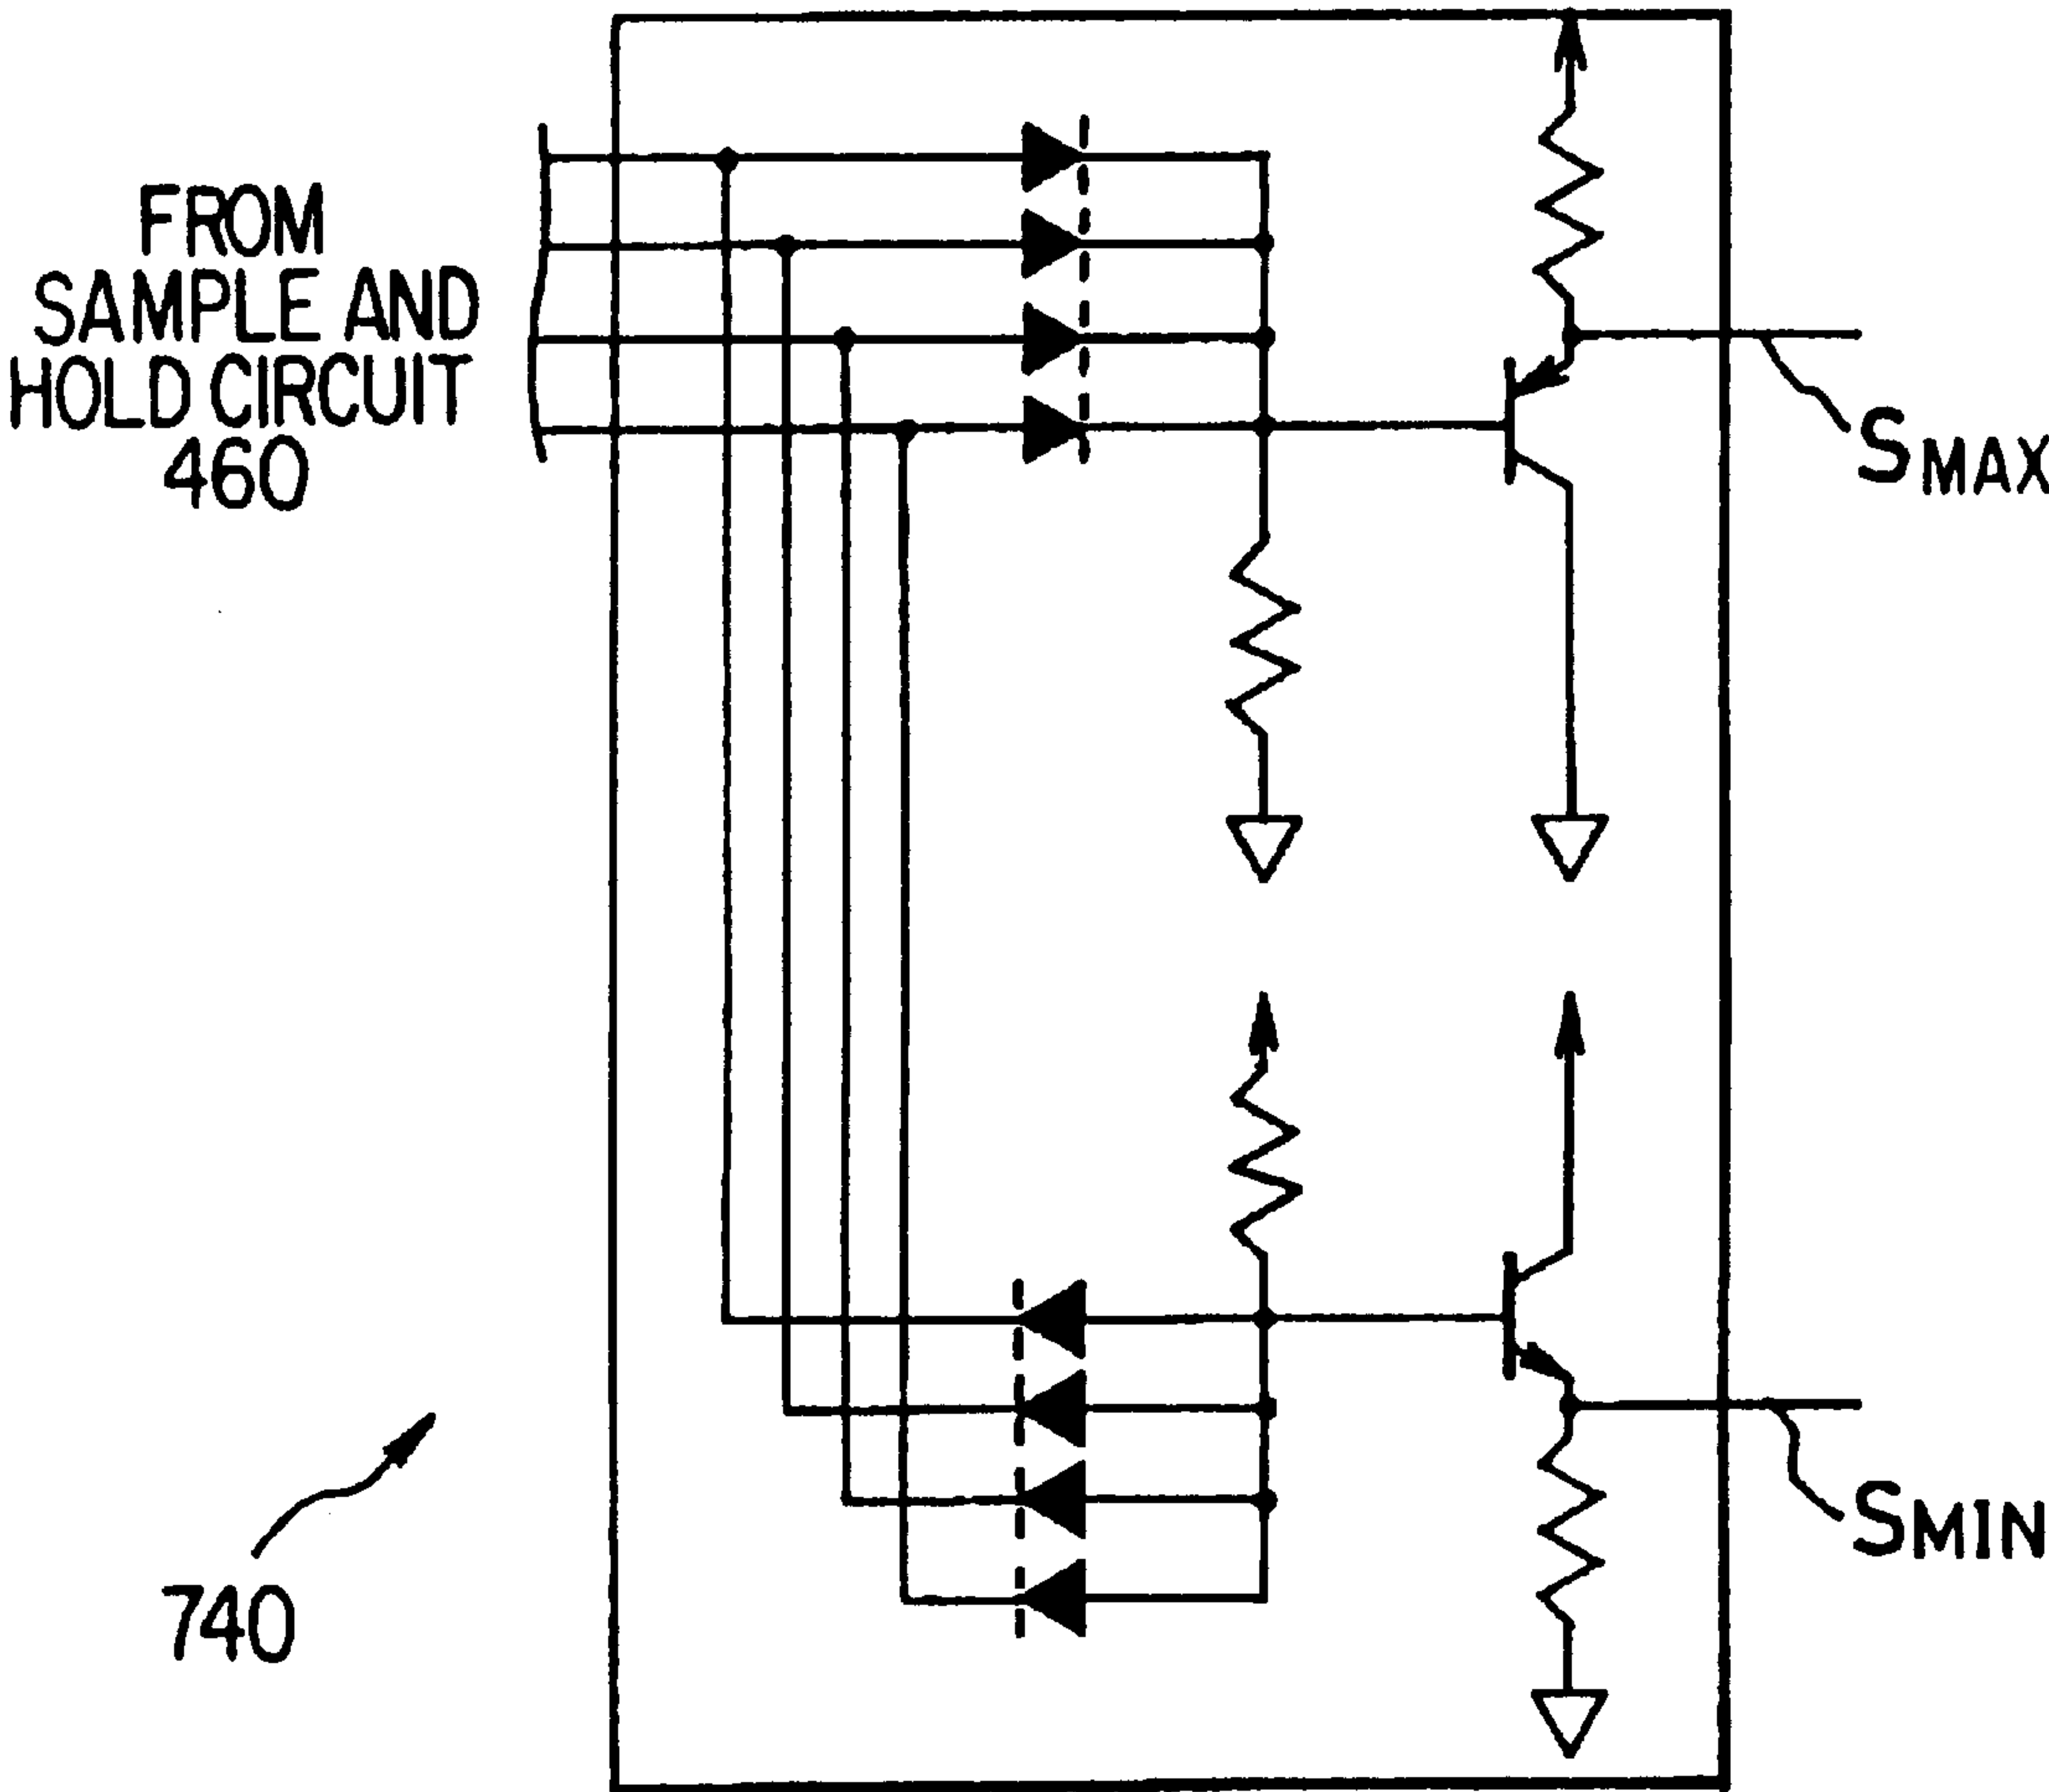 FROM
SAMPLE AND
HOLD CIRCUIT
460
SMAX
SMIN
740